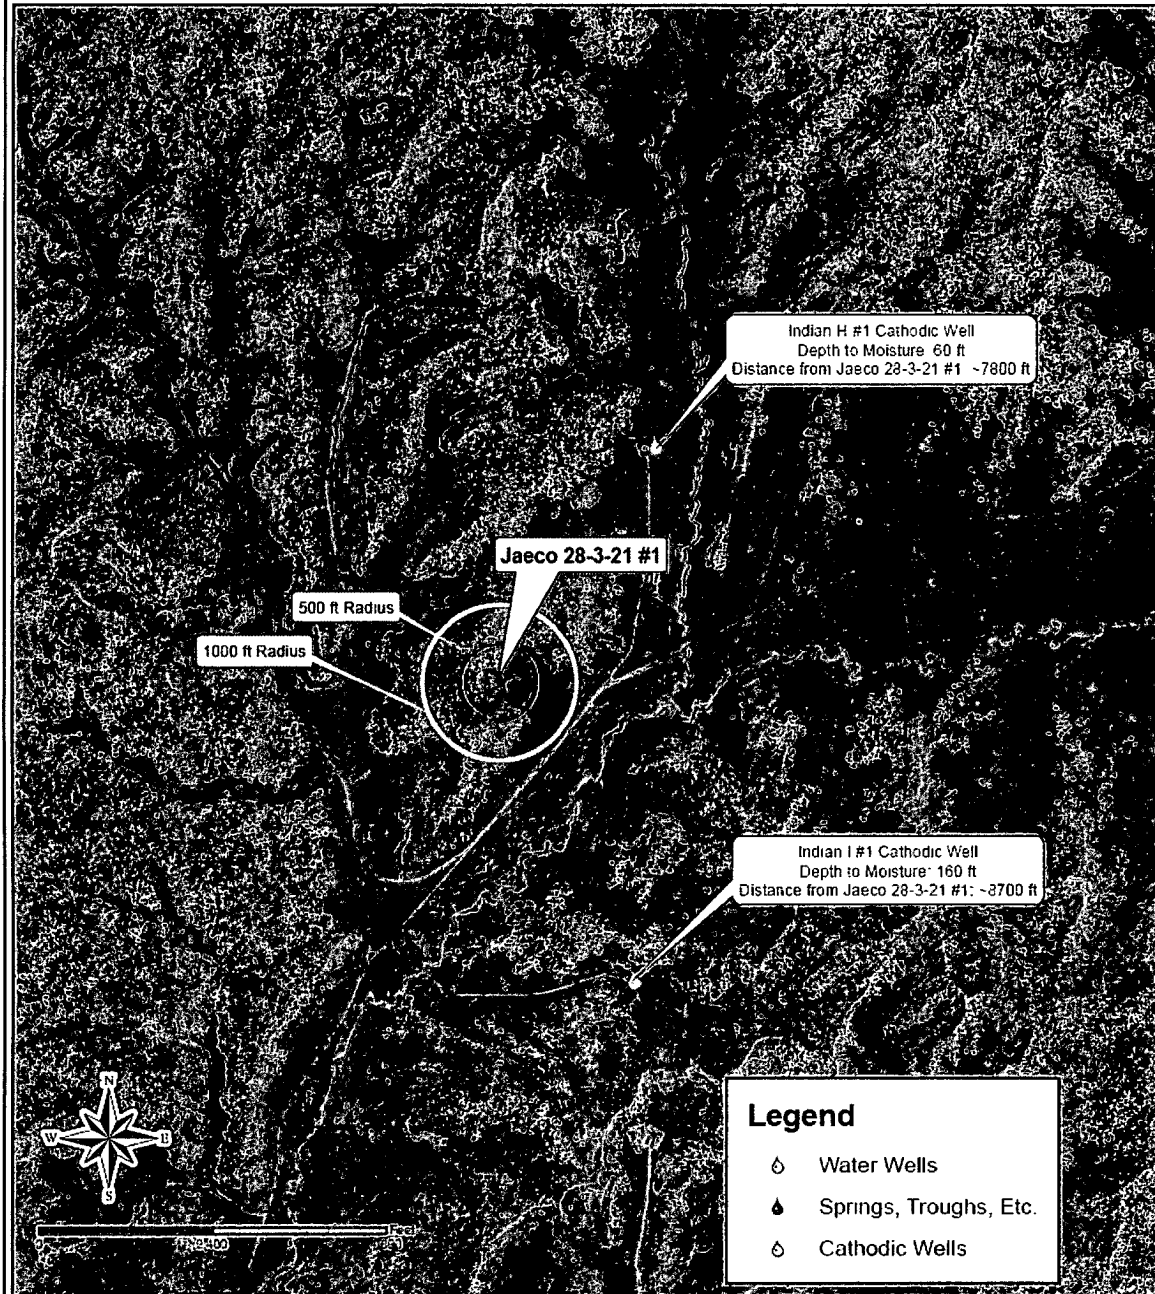 Indian H #1 Cathodic Well
Depth to Moisture 60 ft
Distance from Jaeco 28-3-21 #1 ~7800 ft
Jaeco 28-3-21 #1
500 ft Radius
1000 ft Radius
Indian I #1 Cathodic Well
Depth to Moisture: 160 ft
Distance from Jaeco 28-3-21 #1: ~8700 ft
N
W
E
S
Legend
Water Wells
Springs, Troughs, Etc.
Cathodic Wells